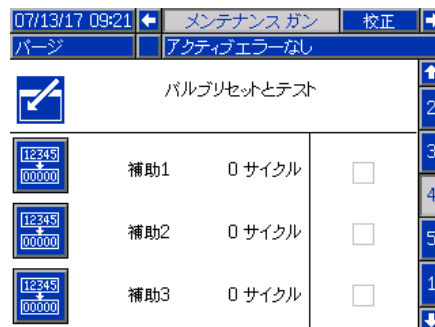 07/13/17 09:21 メンテナンス ガン 校正
ページ アクティブエラーなし
バルブリセットとテスト
2
12345 00000 補助1 0 サイクル
3
4
12345 00000 補助2 0 サイクル
5
12345 00000 補助3 0 サイクル
1